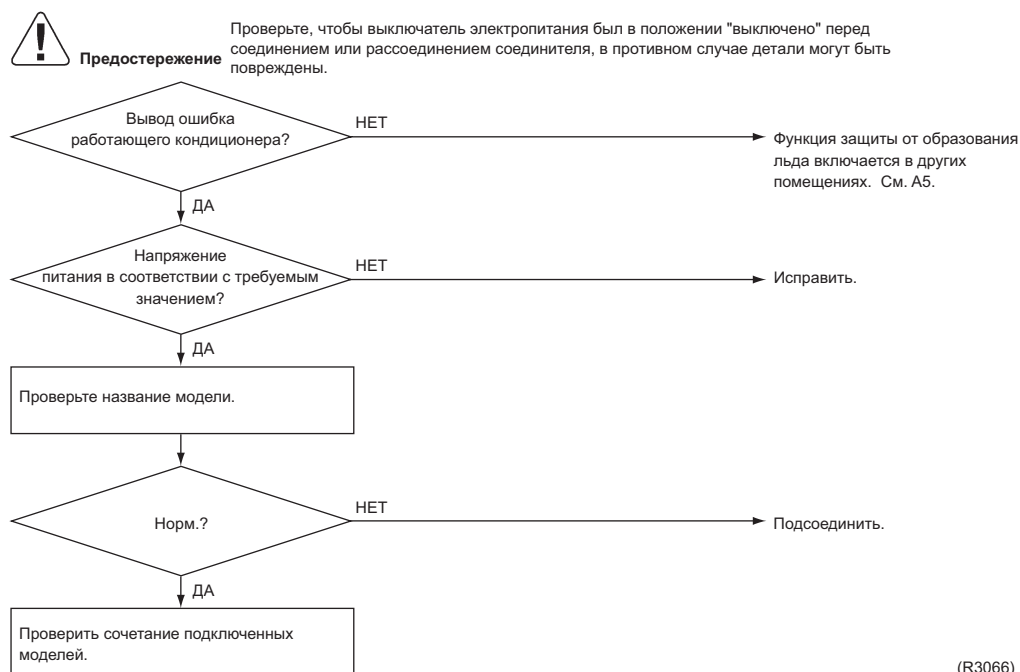 Проверьте, чтобы выключатель электропитания был в положении "выключено" перед
соединением или рассоединением соединителя, в противном случае детали могут быть
повреждены.
Предостережение
Вывод ошибка
работающего кондиционера?
НЕТ
Функция защиты от образования
льда включается в других
помещениях. См. А5.
ДА
Напряжение
питания в соответствии с требуемым
значением?
НЕТ
Исправить.
ДА
Проверьте название модели.
Норм.?
НЕТ
Подсоединить.
ДА
Проверить сочетание подключенных
моделей.
(R3066)